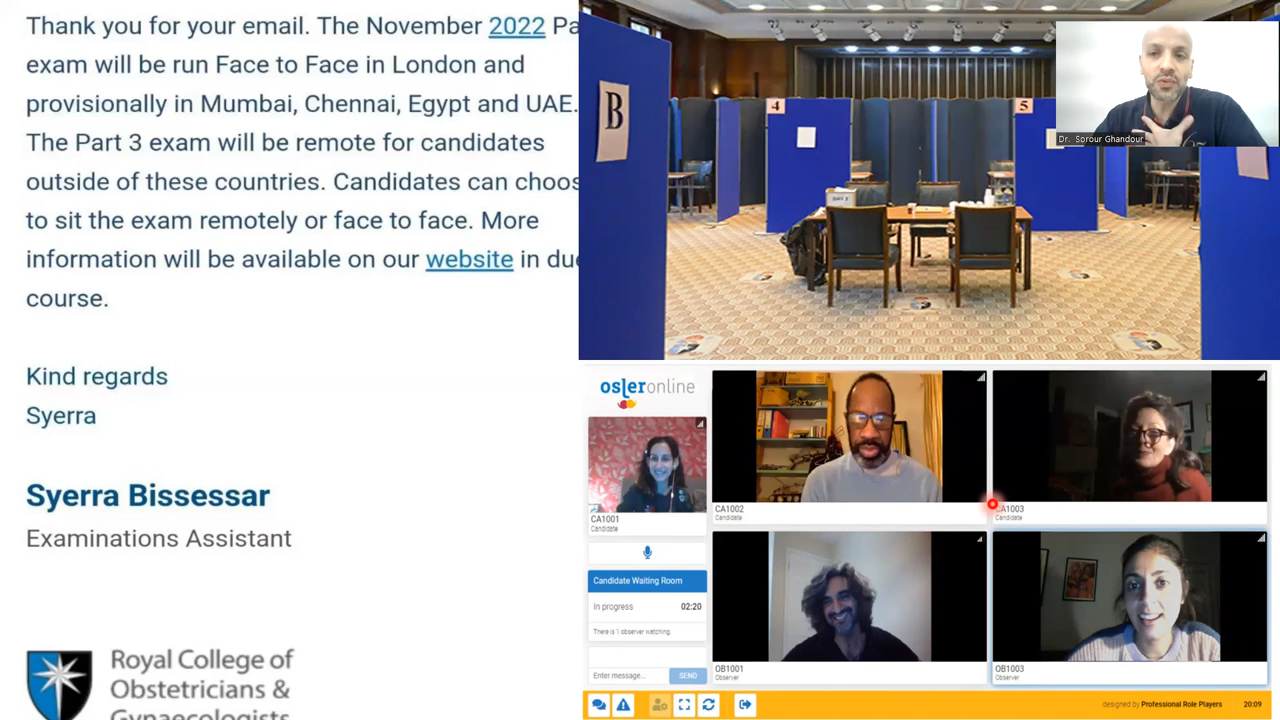 Thank you for your email. The November 2022 Pa
exam will be run Face to Face in London and
provisionally in Mumbai, Chennai, Egypt and UAE.
The Part 3 exam will be remote for candidates
outside of these countries. Candidates can choos
to sit the exam remotely or face to face. More
information will be available on our website in du
course.
Kind regards
Syerra
Syerra Bissessar
Examinations Assistant
Royal College of
Obstetricians &
Gynaecologists
B
4
5
Dr. Sorour Ghandour
osler online
CA1001
Candidate
Candidate Waiting Room
In progress 02:20
There is 1 observer watching.
Enter message... SEND
CA1002
Candidate
CA1003
Candidate
OB1001
Observer
OB1003
Observer
designed by Professional Role Players 20:09